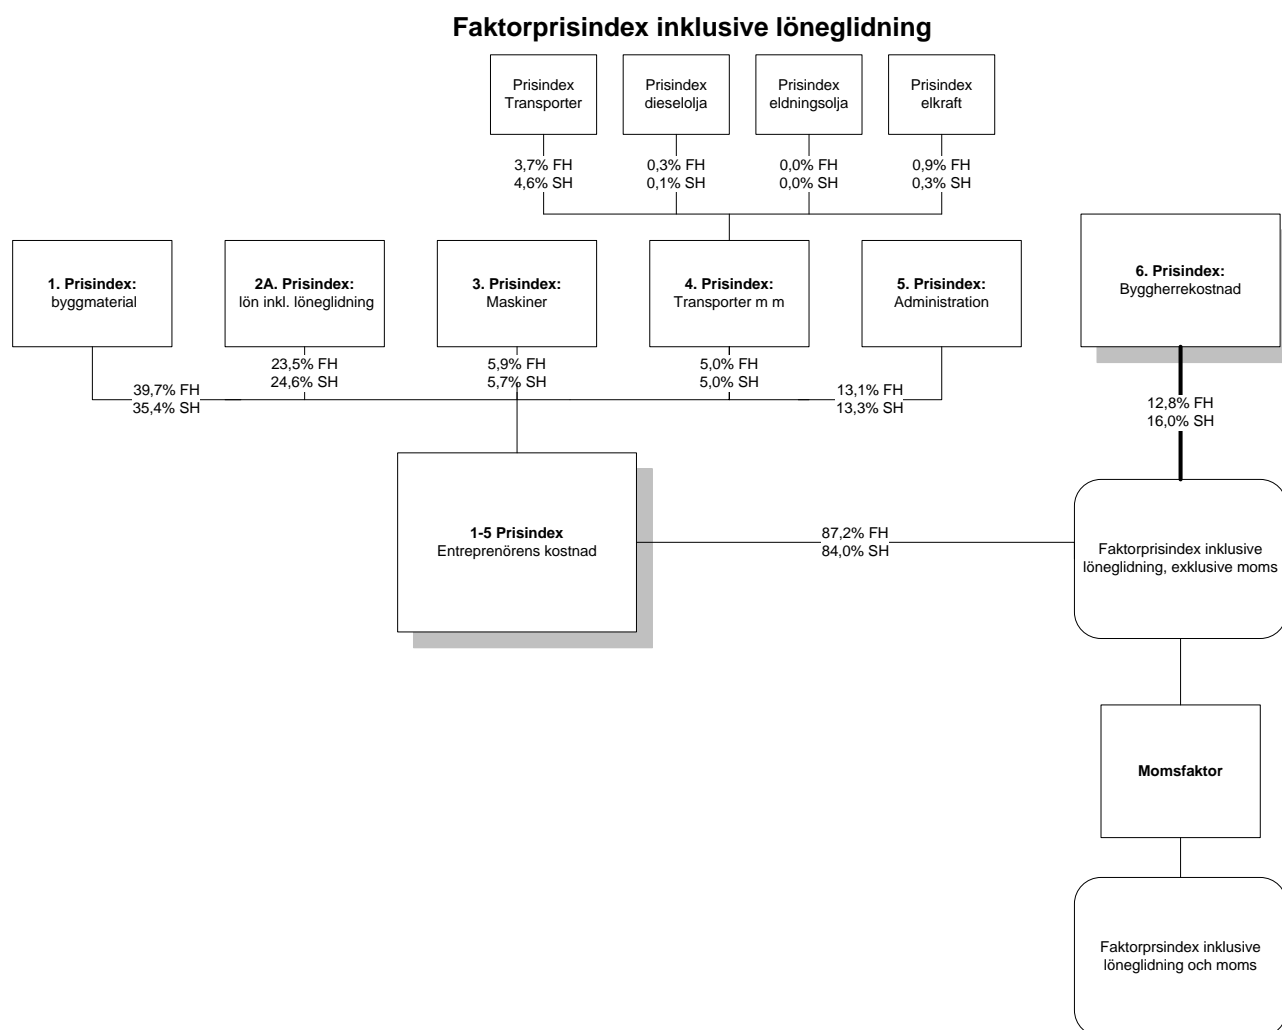 Faktorprisindex inklusive löneglidning
Prisindex
Transporter
Prisindex
dieselolja
Prisindex
eldningsolja
Prisindex
elkraft
3,7% FH
4,6% SH
0,3% FH
0,1% SH
0,0% FH
0,0% SH
0,9% FH
0,3% SH
1. Prisindex:
byggmaterial
2A. Prisindex:
lön inkl. löneglidning
3. Prisindex:
Maskiner
4. Prisindex:
Transporter m m
5. Prisindex:
Administration
6. Prisindex:
Byggherrekostnad
39,7% FH
35,4% SH
23,5% FH
24,6% SH
5,9% FH
5,7% SH
5,0% FH
5,0% SH
13,1% FH
13,3% SH
12,8% FH
16,0% SH
1-5 Prisindex
Entreprenörens kostnad
87,2% FH
84,0% SH
Faktorprisindex inklusive
löneglidning, exklusive moms
Momsfaktor
Faktorprsindex inklusive
löneglidning och moms